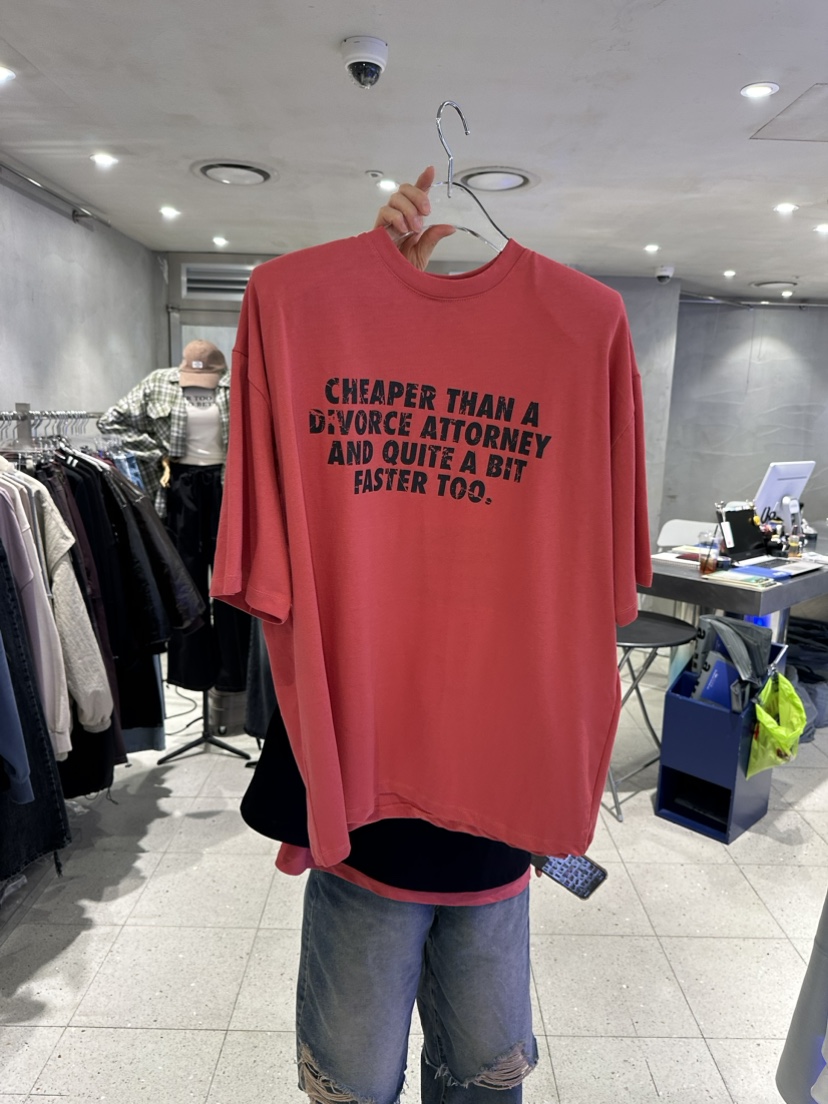 CHEAPER THAN A
DIVORCE ATTORNEY
AND QUITE A BIT
FASTER TOO.